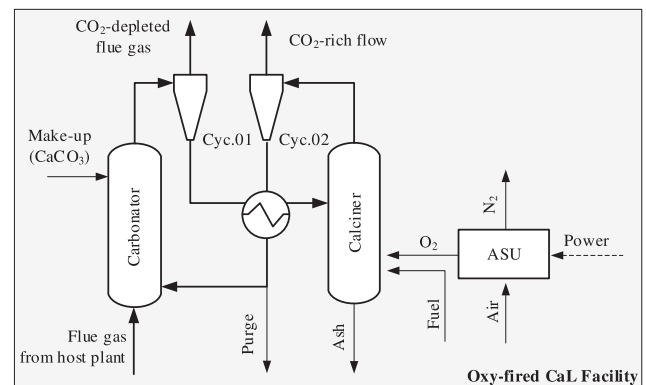 CO₂-depleted
flue gas
CO₂-rich flow
Make-up
(CaCO₃)
Cyc.01
Cyc.02
Carbonator
Calciner
N₂
O₂
ASU
Power
Flue gas
from host plant
Purge
Ash
Fuel
Air
Oxy-fired CaL Facility